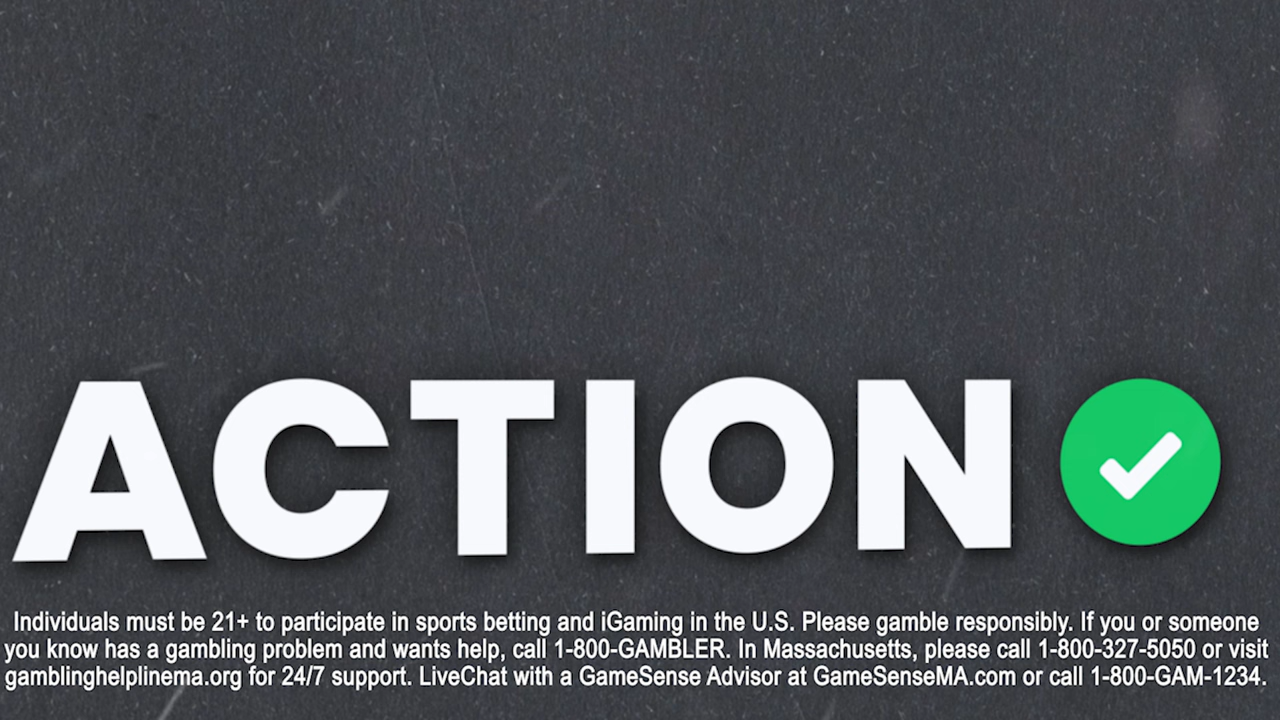 ACTION
Individuals must be 21+ to participate in sports betting and iGaming in the U.S. Please gamble responsibly. If you or someone
you know has a gambling problem and wants help, call 1-800-GAMBLER. In Massachusetts, please call 1-800-327-5050 or visit
gamblinghelplinema.org for 24/7 support. LiveChat with a GameSense Advisor at GameSenseMA.com or call 1-800-GAM-1234.